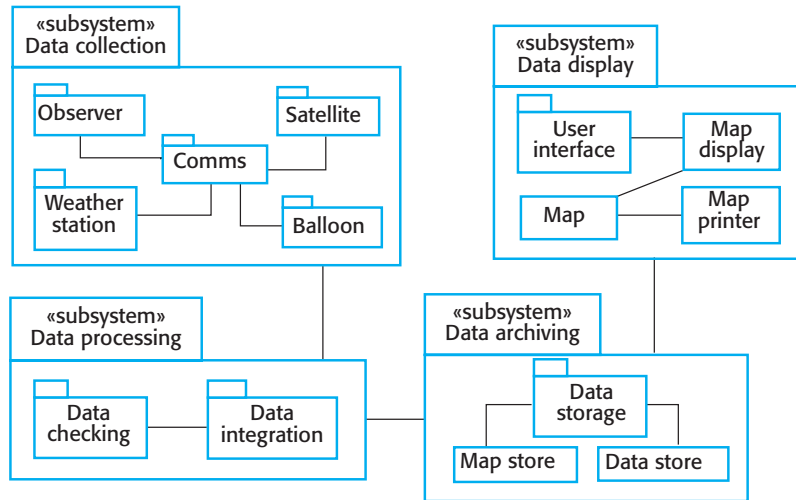 «subsystem»
Data collection
Observer
Satellite
Comms
Weather
station
Balloon
«subsystem»
Data display
User
interface
Map
display
Map
Map
printer
«subsystem»
Data processing
Data
checking
Data
integration
«subsystem»
Data archiving
Data
storage
Map store
Data store